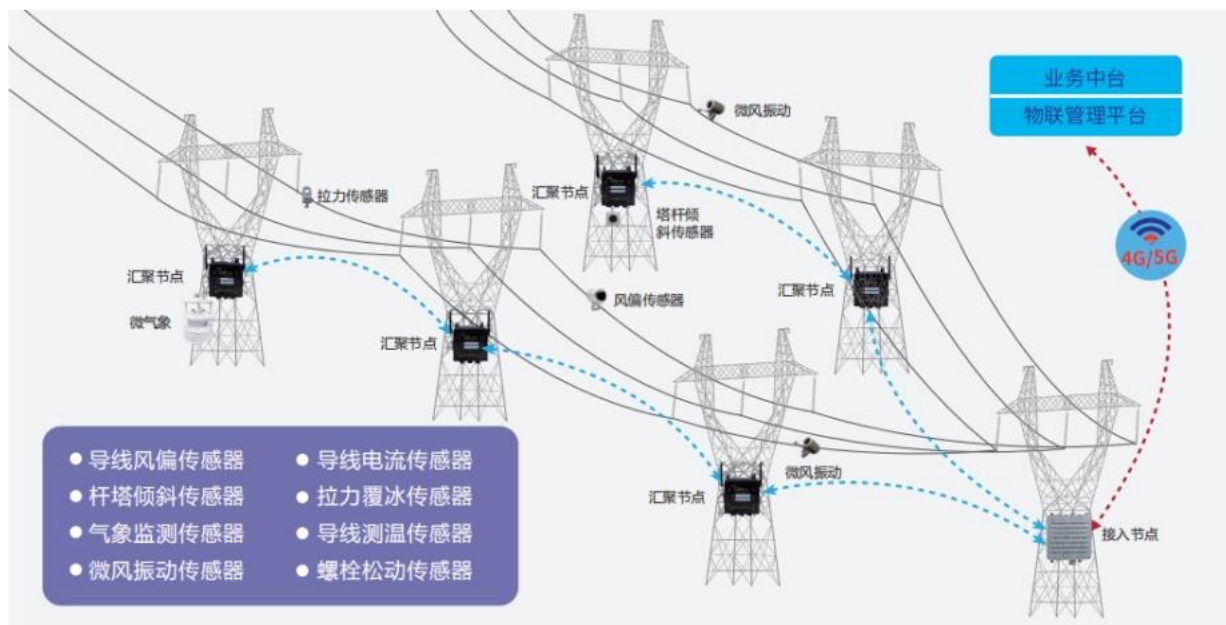 业务中台
物联管理平台
微风振动
汇聚节点
拉力传感器
塔杆倾
斜传感器
4G/5G
汇聚节点
汇聚节点
风偏传感器
微气象
汇聚节点
微风振动
汇聚节点
接入节点
导线风偏传感器
导线电流传感器
杆塔倾斜传感器
拉力覆冰传感器
气象监测传感器
导线测温传感器
微风振动传感器
螺栓松动传感器